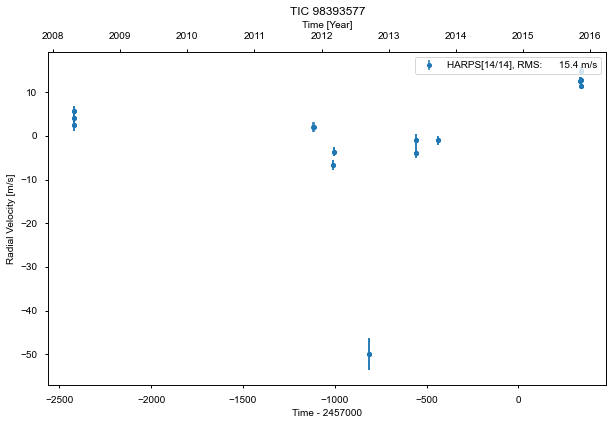 TIC 98393577
Time [Year]
2008 2009 2010 2011 2012 2013 2014 2015 2016
HARPS[14/14], RMS: 15.4 m/s
10
0
−10
−20
−30
−40
−50
Radial Velocity [m/s]
−2500 −2000 −1500 −1000 −500 0
Time - 2457000